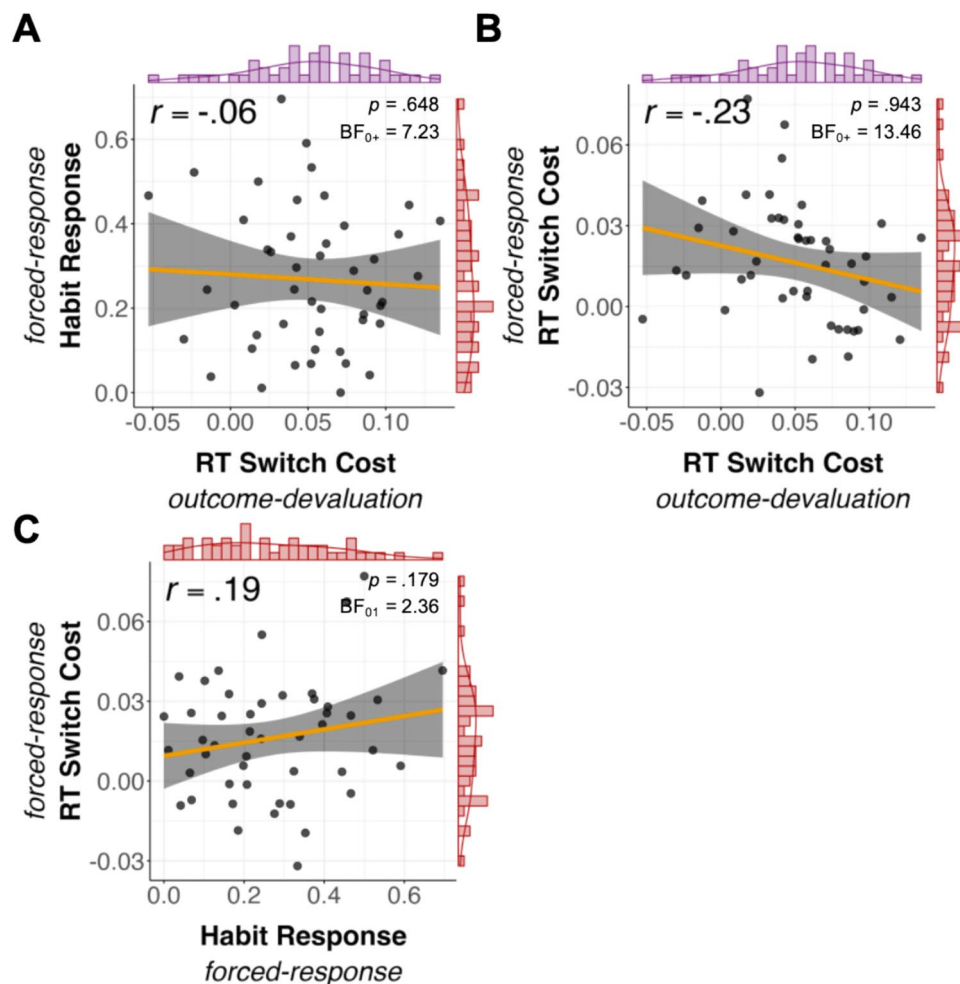 A
r = -.06
p = .648
BF0+ = 7.23
forced-response
Habit Response
0.6
0.4
0.2
0.0
-0.05 0.00 0.05 0.10
RT Switch Cost
outcome-devaluation
B
r = -.23
p = .943
BF0+ = 13.46
forced-response
RT Switch Cost
0.06
0.03
0.00
-0.03
-0.05 0.00 0.05 0.10
RT Switch Cost
outcome-devaluation
C
r = .19
p = .179
BF01 = 2.36
forced-response
RT Switch Cost
0.06
0.03
0.00
-0.03
0.0 0.2 0.4 0.6
Habit Response
forced-response